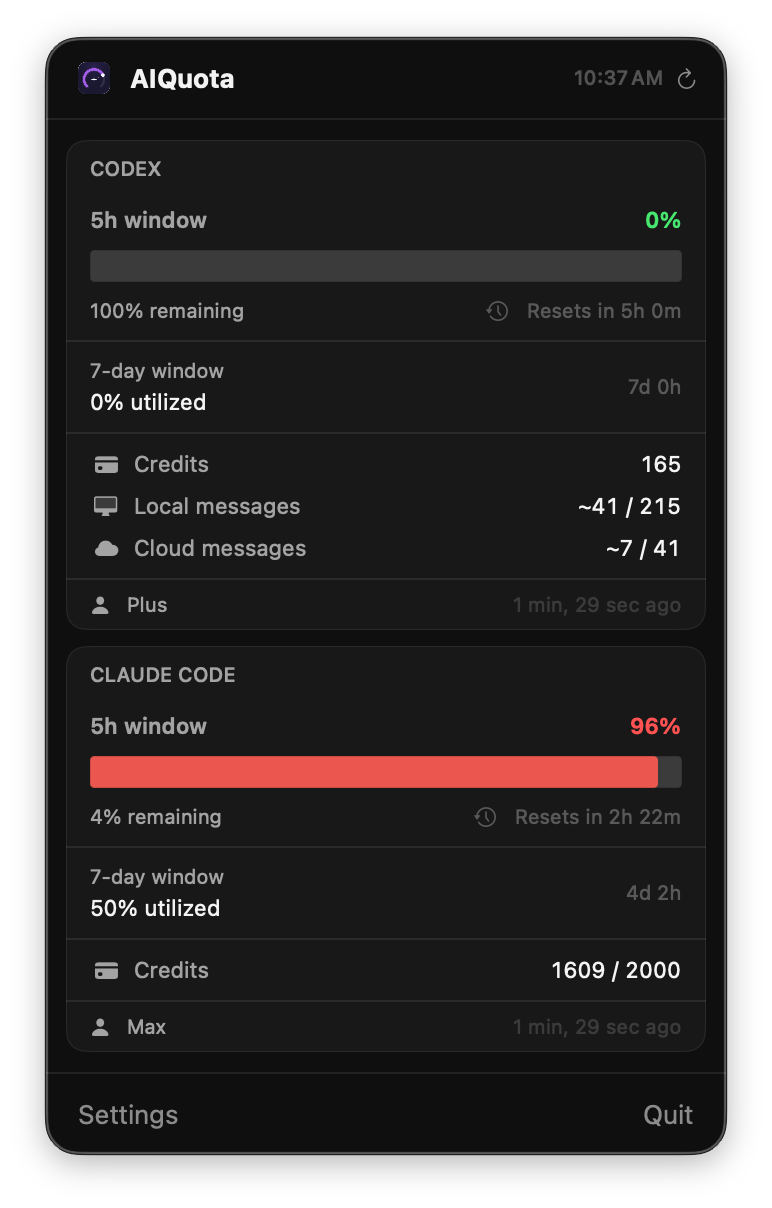 AIQuota 10:37 AM
CODEX
5h window 0%
100% remaining Resets in 5h 0m
7-day window
0% utilized 7d 0h
Credits 165
Local messages ~41 / 215
Cloud messages ~7 / 41
Plus 1 min, 29 sec ago
CLAUDE CODE
5h window 96%
4% remaining Resets in 2h 22m
7-day window
50% utilized 4d 2h
Credits 1609 / 2000
Max 1 min, 29 sec ago
Settings Quit